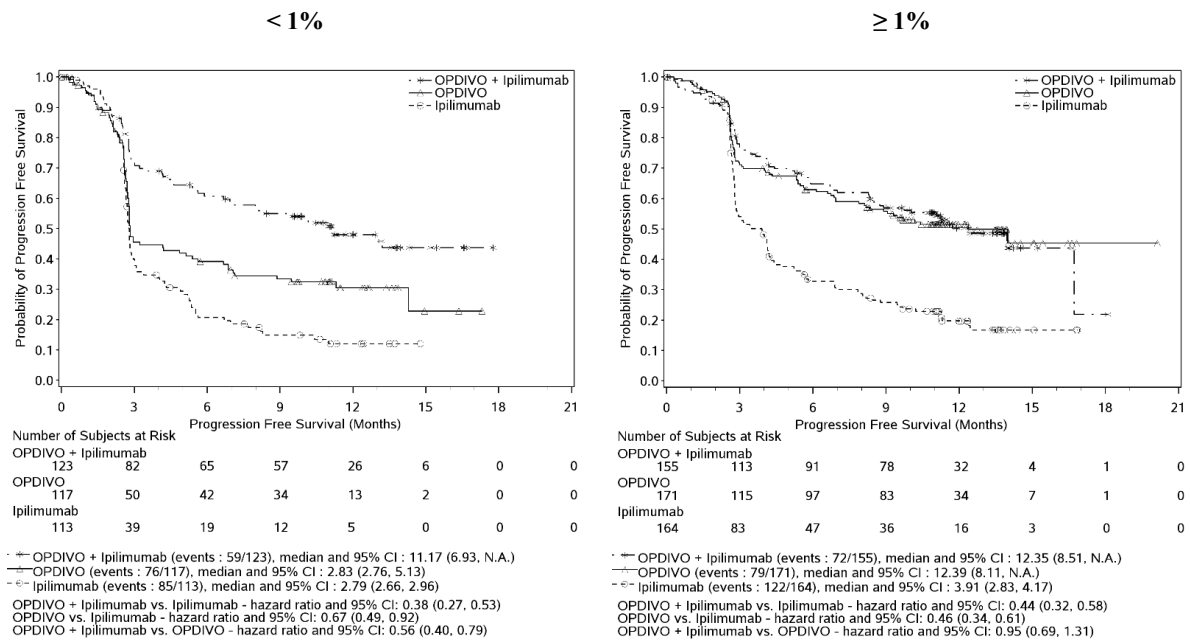 < 1%
1.0
0.9
0.8
0.7
0.6
0.5
0.4
0.3
0.2
0.1
0.0
Probability of Progression Free Survival
OPDIVO + Ipilimumab
OPDIVO
Ipilimumab
0 3 6 9 12 15 18 21
Progression Free Survival (Months)
Number of Subjects at Risk
OPDIVO + Ipilimumab
123 82 65 57 26 6 0 0
OPDIVO
117 50 42 34 13 2 0 0
Ipilimumab
113 39 19 12 5 0 0 0
OPDIVO + Ipilimumab (events : 59/123), median and 95% CI : 11.17 (6.93, N.A.)
OPDIVO (events : 76/117), median and 95% CI : 2.83 (2.76, 5.13)
Ipilimumab (events : 85/113), median and 95% CI : 2.79 (2.66, 2.96)
OPDIVO + Ipilimumab vs. Ipilimumab - hazard ratio and 95% CI: 0.38 (0.27, 0.53)
OPDIVO vs. Ipilimumab - hazard ratio and 95% CI: 0.67 (0.49, 0.92)
OPDIVO + Ipilimumab vs. OPDIVO - hazard ratio and 95% CI: 0.56 (0.40, 0.79)
≥ 1%
1.0
0.9
0.8
0.7
0.6
0.5
0.4
0.3
0.2
0.1
0.0
Probability of Progression Free Survival
OPDIVO + Ipilimumab
OPDIVO
Ipilimumab
0 3 6 9 12 15 18 21
Progression Free Survival (Months)
Number of Subjects at Risk
OPDIVO + Ipilimumab
155 113 91 78 32 4 1 0
OPDIVO
171 115 97 83 34 7 1 0
Ipilimumab
164 83 47 36 16 3 0 0
OPDIVO + Ipilimumab (events : 72/155), median and 95% CI : 12.35 (8.51, N.A.)
OPDIVO (events : 79/171), median and 95% CI : 12.39 (8.11, N.A.)
Ipilimumab (events : 122/164), median and 95% CI : 3.91 (2.83, 4.17)
OPDIVO + Ipilimumab vs. Ipilimumab - hazard ratio and 95% CI: 0.44 (0.32, 0.58)
OPDIVO vs. Ipilimumab - hazard ratio and 95% CI: 0.46 (0.34, 0.61)
OPDIVO + Ipilimumab vs. OPDIVO - hazard ratio and 95% CI: 0.95 (0.69, 1.31)